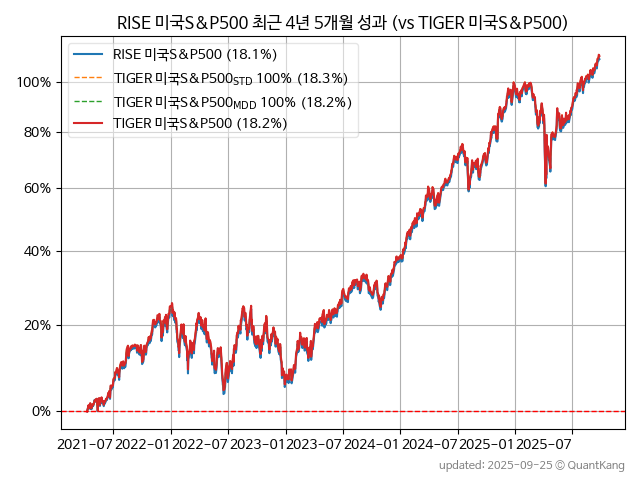 RISE 미국S&P500 최근 4년 5개월 성과 (vs TIGER 미국S&P500)
RISE 미국S&P500 (18.1%)
TIGER 미국S&P500STD 100% (18.3%)
TIGER 미국S&P500MDD 100% (18.2%)
TIGER 미국S&P500 (18.2%)
100%
80%
60%
40%
20%
0%
2021-07 2022-01 2022-07 2023-01 2023-07 2024-01 2024-07 2025-01 2025-07
updated: 2025-09-25 © QuantKang